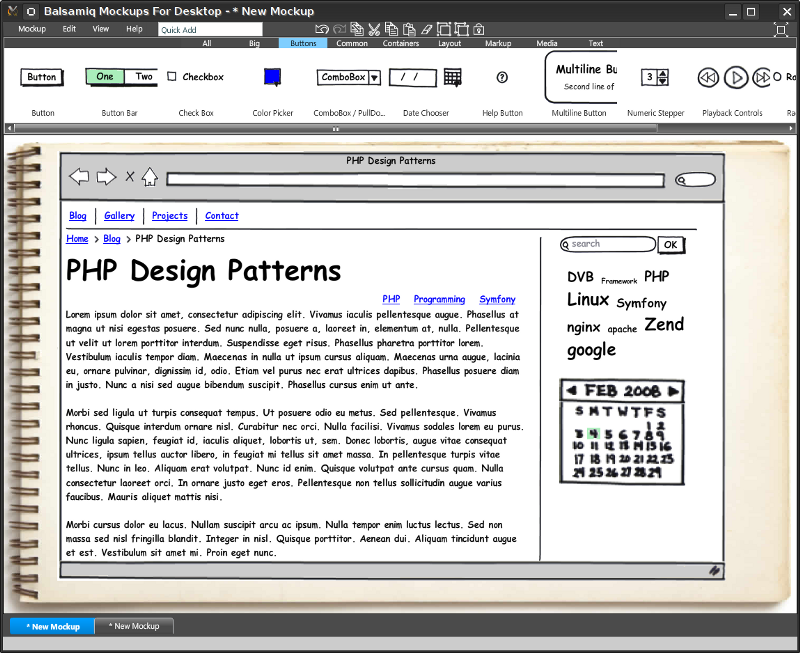 Balsamiq Mockups For Desktop - * New Mockup
Mockup Edit View Help Quick Add
All Big Buttons Common Containers Layout Markup Media Text
Button One Two Checkbox ComboBox / / ? Multiline Bu 3 Ra
Second line of
Button Button Bar Check Box Color Picker ComboBox / PullDo... Date Chooser Help Button Multiline Button Numeric Stepper Playback Controls Ra
PHP Design Patterns
X
Blog Gallery Projects Contact
Home > Blog > PHP Design Patterns
search OK
PHP Design Patterns
DVB Framework PHP
Linux Symfony
nginx apache Zend
google
PHP Programming Symfony
Lorem ipsum dolor sit amet, consectetur adipiscing elit. Vivamus iaculis pellentesque augue. Phasellus at
magna ut nisi egestas posuere. Sed nunc nulla, posuere a, laoreet in, elementum at, nulla. Pellentesque
ut velit ut lorem porttitor interdum. Suspendisse eget risus. Phasellus pharetra porttitor lorem.
Vestibulum iaculis tempor diam. Maecenas in nulla ut ipsum cursus aliquam. Maecenas urna augue, lacinia
eu, ornare pulvinar, dignissim id, odio. Etiam vel purus nec erat ultrices dapibus. Phasellus posuere diam
in justo. Nunc a nisi sed augue bibendum suscipit. Phasellus cursus enim ut ante.
Morbi sed ligula ut turpis consequat tempus. Ut posuere odio eu metus. Sed pellentesque. Vivamus
rhoncus. Quisque interdum ornare nisl. Curabitur nec orci. Nulla facilisi. Vivamus sodales lorem eu purus.
Nunc ligula sapien, feugiat id, iaculis aliquet, lobortis ut, sem. Donec lobortis, augue vitae consequat
ultrices, ipsum tellus auctor libero, in feugiat mi tellus sit amet massa. In pellentesque turpis vitae
tellus. Nunc in leo. Aliquam erat volutpat. Nunc id enim. Quisque volutpat ante cursus quam. Nulla
consectetur laoreet orci. In ornare justo eget eros. Pellentesque non tellus sollicitudin augue varius
faucibus. Mauris aliquet mattis nisi.
Morbi cursus dolor eu lacus. Nullam suscipit arcu ac ipsum. Nulla tempor enim luctus lectus. Sed non
massa sed nisl fringilla blandit. Integer in nisl. Quisque porttitor. Aenean dui. Aliquam tincidunt augue
et est. Vestibulum sit amet mi. Proin eget nunc.
FEB 2008
S M T W T F S
1 2
3 4 5 6 7 8 9
10 11 12 13 14 15 16
17 18 19 20 21 22 23
24 25 26 27 28 29
* New Mockup * New Mockup